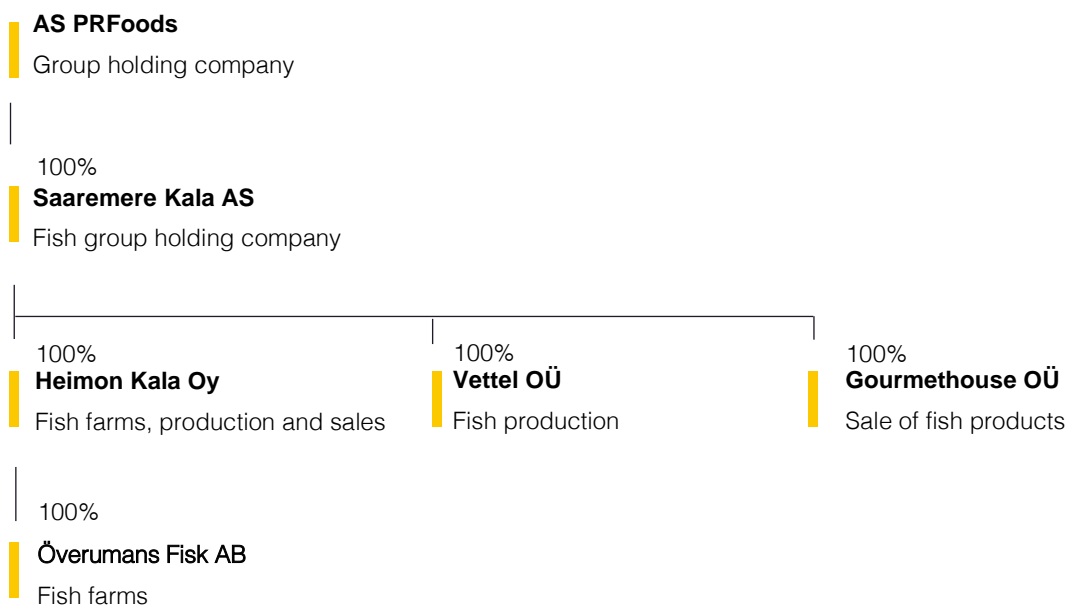 AS PRFoods
Group holding company
100%
Saaremere Kala AS
Fish group holding company
100%
Heimon Kala Oy
Fish farms, production and sales
100%
Vettel OÜ
Fish production
100%
Gourmethouse OÜ
Sale of fish products
100%
Överumans Fisk AB
Fish farms